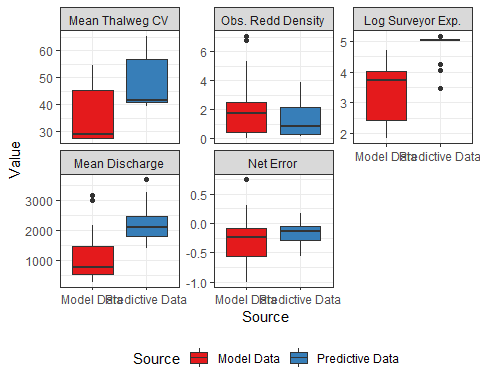 Mean Thalweg CV
Obs. Redd Density
Log Surveyor Exp.
60
50
40
30
6
4
2
0
5
4
3
2
Model Data
Predictive Data
Value
Mean Discharge
Net Error
3000
2000
1000
0.5
0.0
-0.5
-1.0
Model Data
Predictive Data
Model Data
Predictive Data
Source
Source
Model Data
Predictive Data